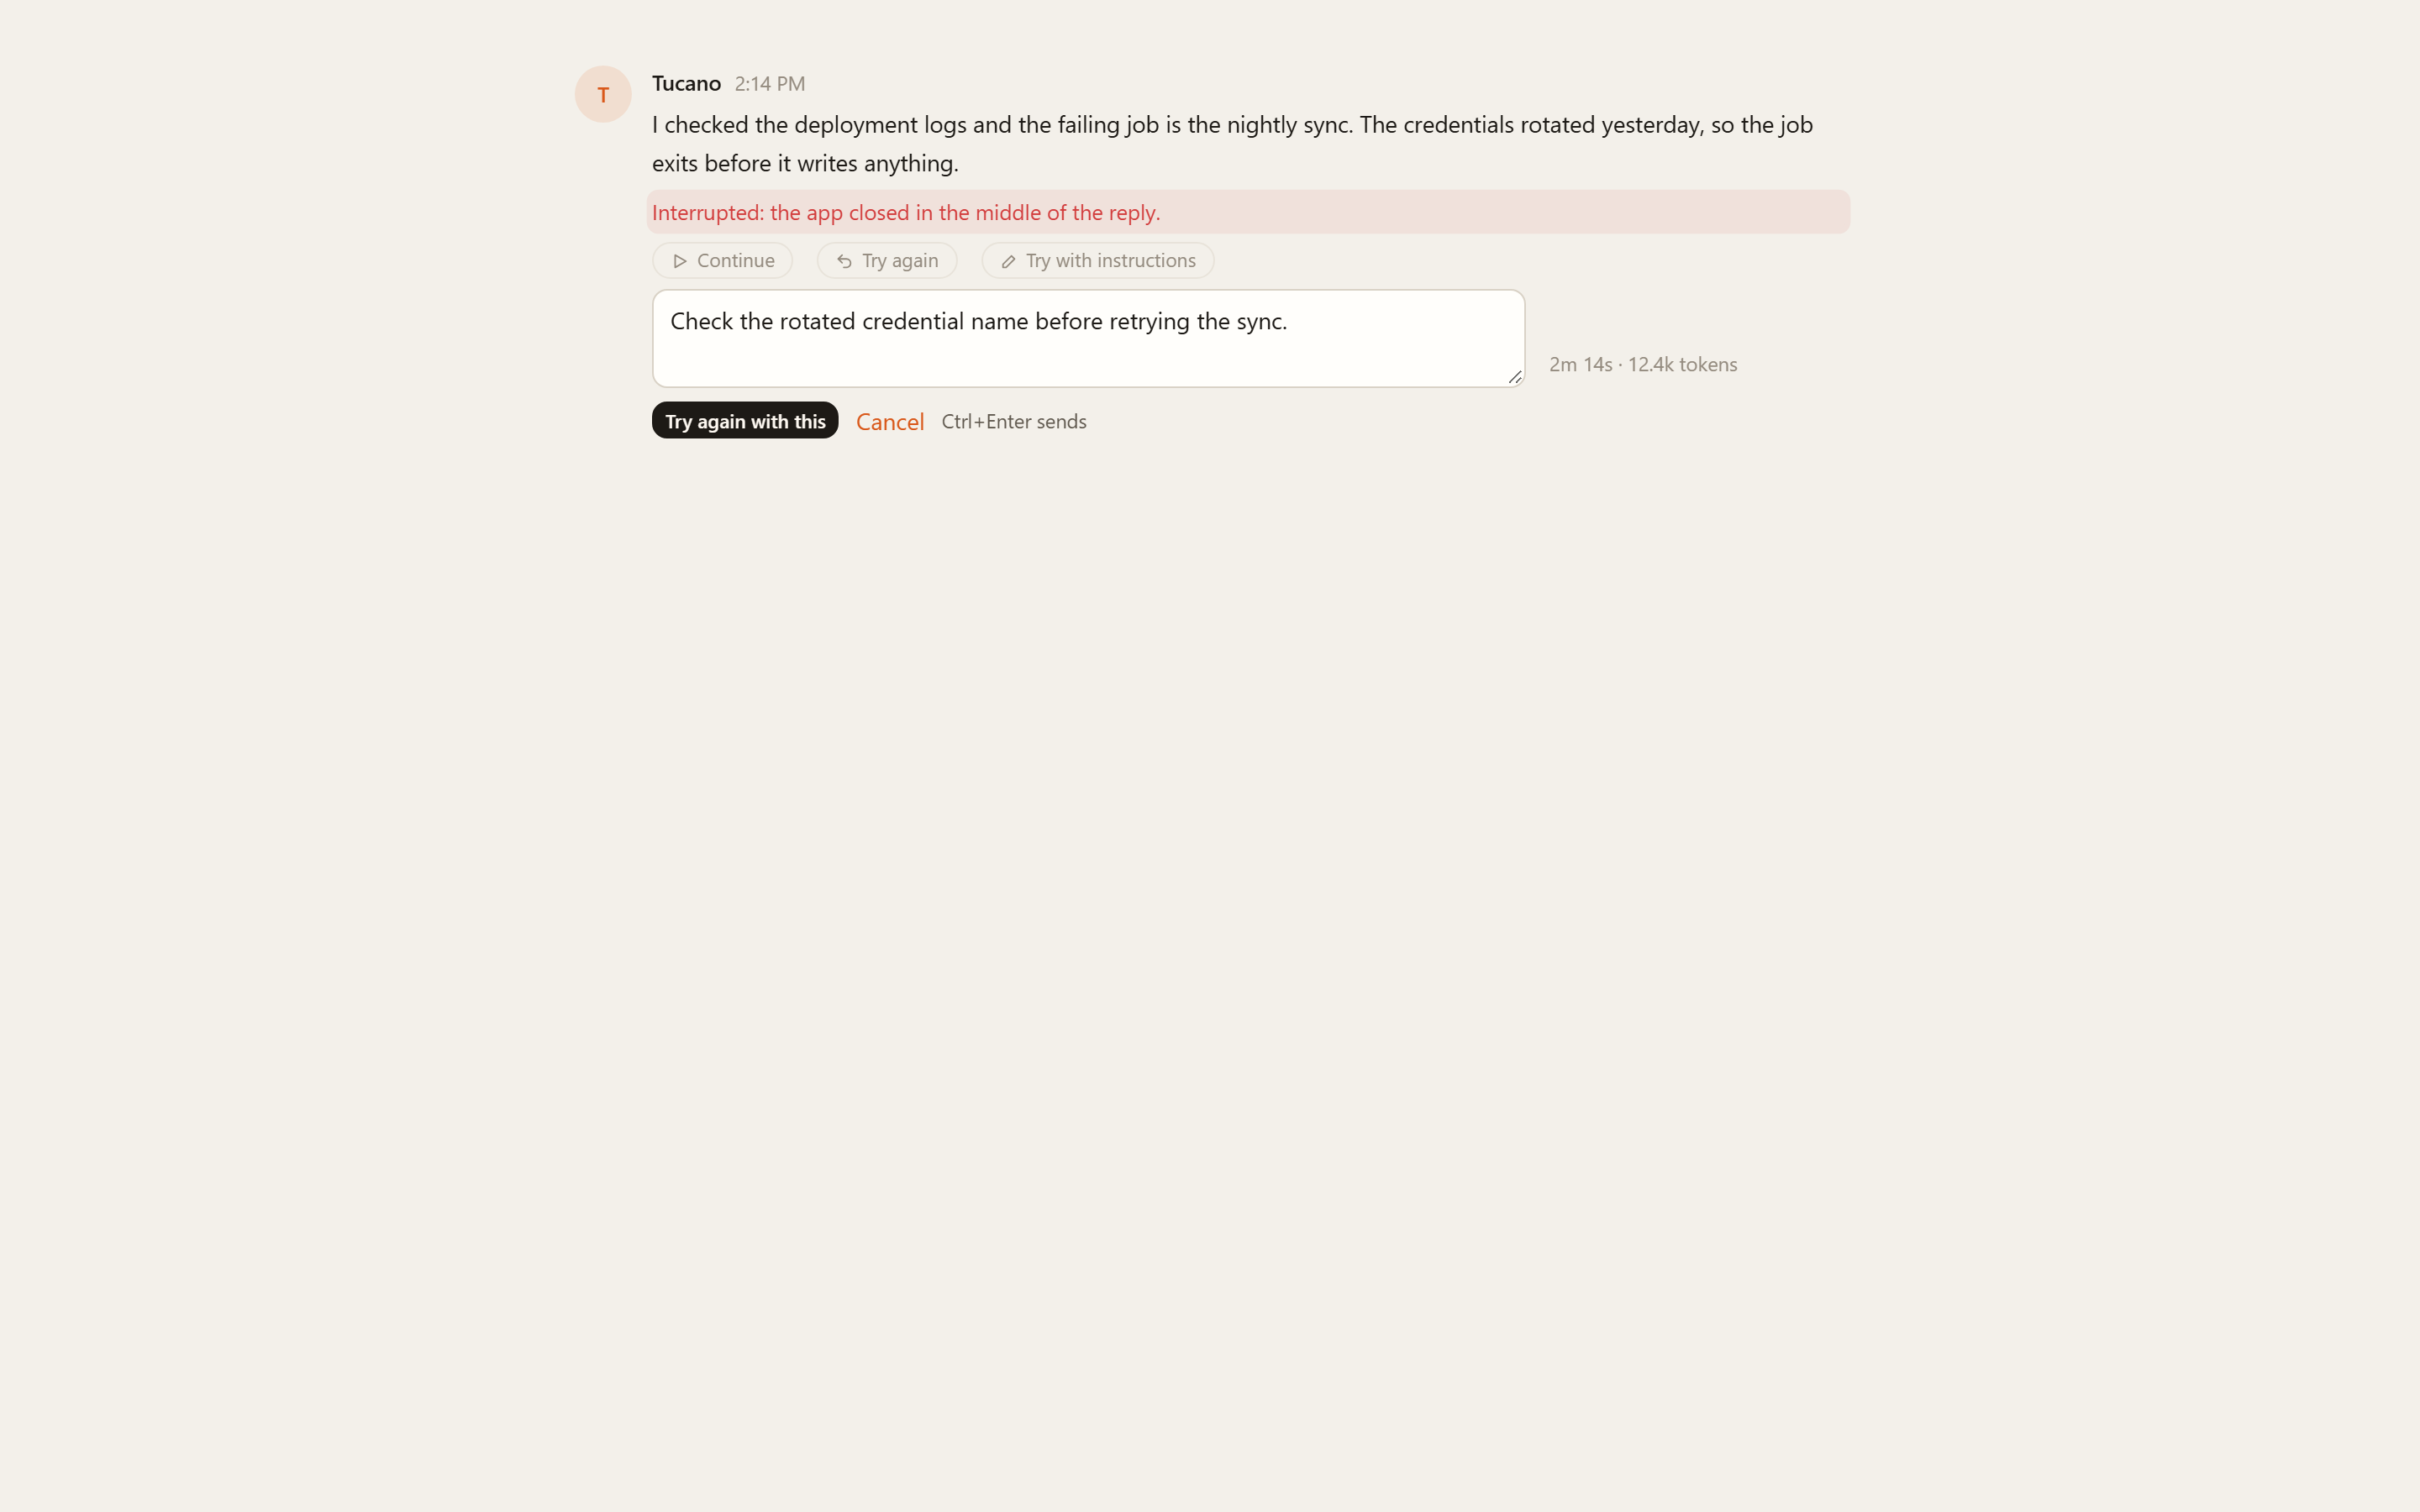 T
Tucano 2:14 PM
I checked the deployment logs and the failing job is the nightly sync. The credentials rotated yesterday, so the job
exits before it writes anything.
Interrupted: the app closed in the middle of the reply.
Continue Try again Try with instructions
Check the rotated credential name before retrying the sync.
2m 14s · 12.4k tokens
Try again with this Cancel Ctrl+Enter sends